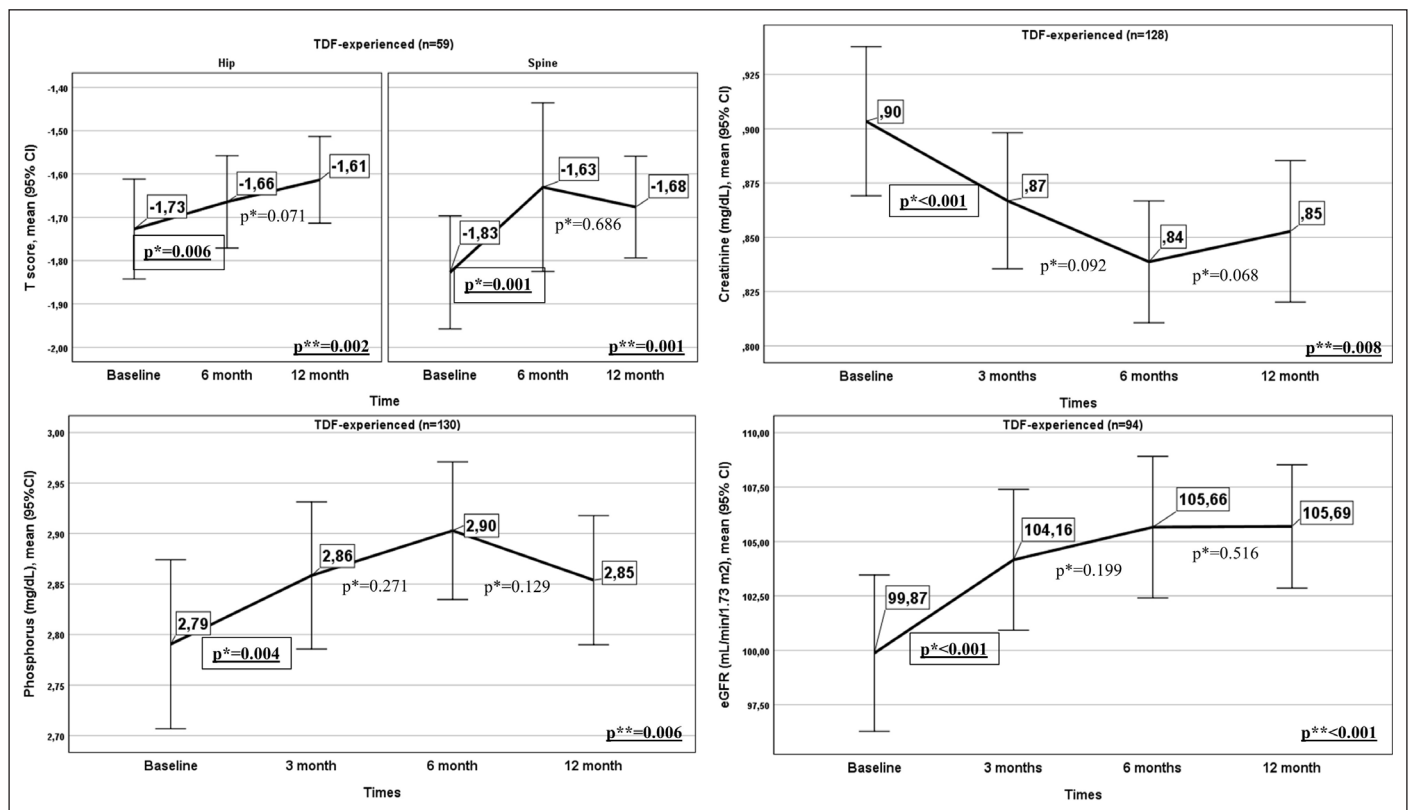 TDF-experienced (n=59)
Hip
Spine
T score, mean (95% CI)
-1,40
-1,50
-1,60
-1,70
-1,80
-1,90
-2,00
-1,73
-1,66
-1,61
p*=0.006
p*=0.071
p**=0.002
-1,83
-1,63
-1,68
p*=0.001
p*=0.686
p**=0.001
Baseline 6 month 12 month
Baseline 6 month 12 month
Time
TDF-experienced (n=128)
Creatinine (mg/dL), mean (95% CI)
,925
,900
,875
,850
,825
,800
,90
,87
,84
,85
p*<0.001
p*=0.092
p*=0.068
p**=0.008
Baseline 3 months 6 months 12 month
Times
TDF-experienced (n=130)
Phosphorus (mg/dL), mean (95%CI)
3,00
2,95
2,90
2,85
2,80
2,75
2,70
2,79
2,86
2,90
2,85
p*=0.004
p*=0.271
p*=0.129
p**=0.006
Baseline 3 month 6 month 12 month
Times
TDF-experienced (n=94)
eGFR (mL/min/1.73 m2), mean (95% CI)
110,00
107,50
105,00
102,50
100,00
97,50
99,87
104,16
105,66
105,69
p*<0.001
p*=0.199
p*=0.516
p**<0.001
Baseline 3 months 6 months 12 month
Times